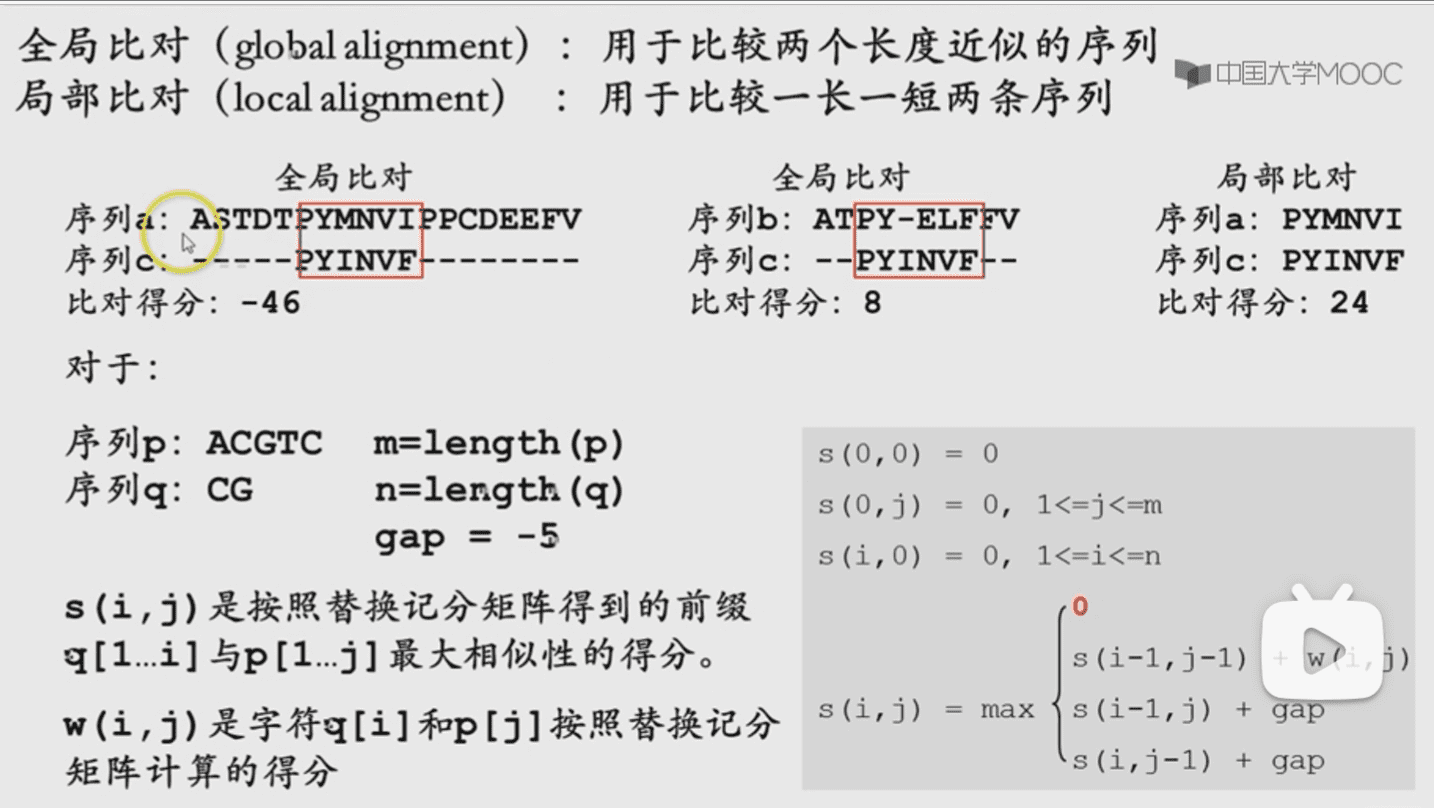 全局比对（global alignment）： 用于比较两个长度近似的序列
局部比对（local alignment） ： 用于比较一长一短两条序列
中国大学MOOC
全局比对
序列a: ASTDTPYMNVIPPCDEEFV
序列c: -----PYINVF--------
比对得分: -46
全局比对
序列b: ATPY-ELFFV
序列c: --PYINVF--
比对得分: 8
局部比对
序列a: PYMNVI
序列c: PYINVF
比对得分: 24
对于:
序列p: ACGTC m=length(p)
序列q: CG n=length(q)
gap = -5
s(i,j)是按照替换记分矩阵得到的前缀
q[1…i]与p[1…j]最大相似性的得分。
w(i,j)是字符q[i]和p[j]按照替换记分
矩阵计算的得分
s(0,0) = 0
s(0,j) = 0, 1<=j<=m
s(i,0) = 0, 1<=i<=n
0
s(i-1,j-1) + w(i,j)
s(i,j) = max s(i-1,j) + gap
s(i,j-1) + gap